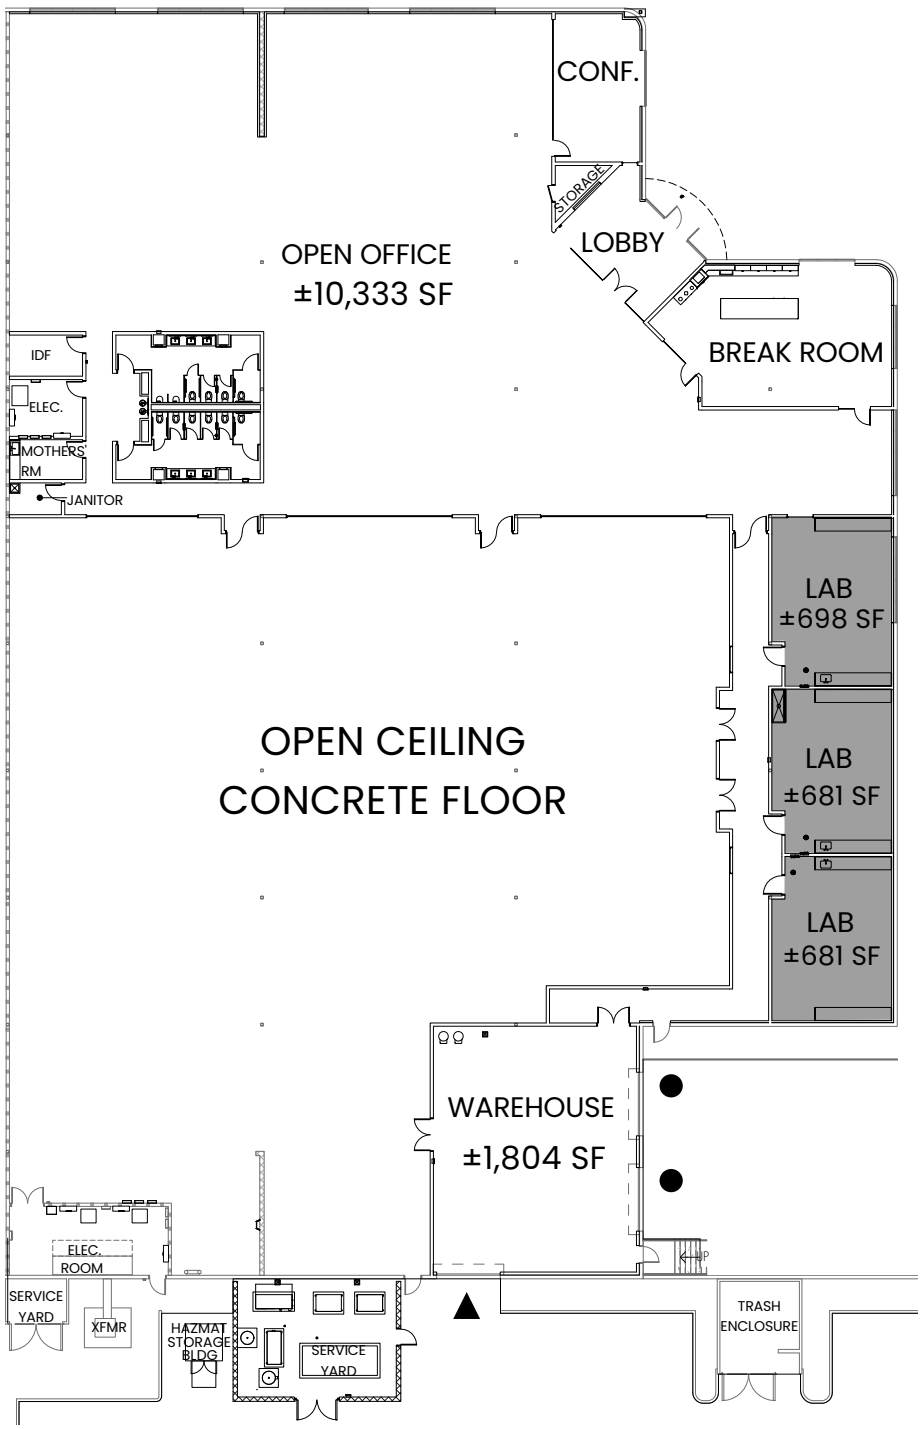 CONF.
STORAGE
LOBBY
OPEN OFFICE
±10,333 SF
BREAK ROOM
IDF
ELEC.
MOTHERS'
RM
JANITOR
LAB
±698 SF
OPEN CEILING
CONCRETE FLOOR
LAB
±681 SF
LAB
±681 SF
WAREHOUSE
±1,804 SF
ELEC.
ROOM
UP
SERVICE
YARD
XFMR
HAZMAT
STORAGE
BLDG
SERVICE
YARD
TRASH
ENCLOSURE